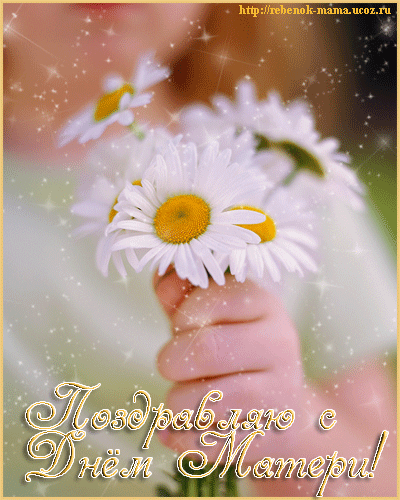 http://rebenok-mama.ucoz.ru
Поздравляю с
Днём Матери!